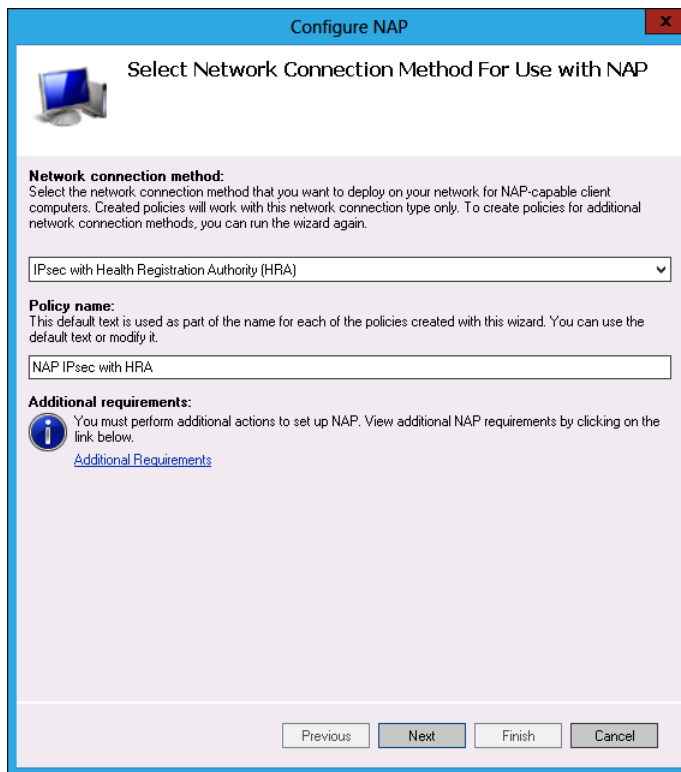 Configure NAP
x
Select Network Connection Method For Use with NAP
Network connection method:
Select the network connection method that you want to deploy on your network for NAP-capable client
computers. Created policies will work with this network connection type only. To create policies for additional
network connection methods, you can run the wizard again.
IPsec with Health Registration Authority (HRA)
Policy name:
This default text is used as part of the name for each of the policies created with this wizard. You can use the
default text or modify it.
NAP IPsec with HRA
Additional requirements:
You must perform additional actions to set up NAP. View additional NAP requirements by clicking on the
link below.
Additional Requirements
Previous Next Finish Cancel